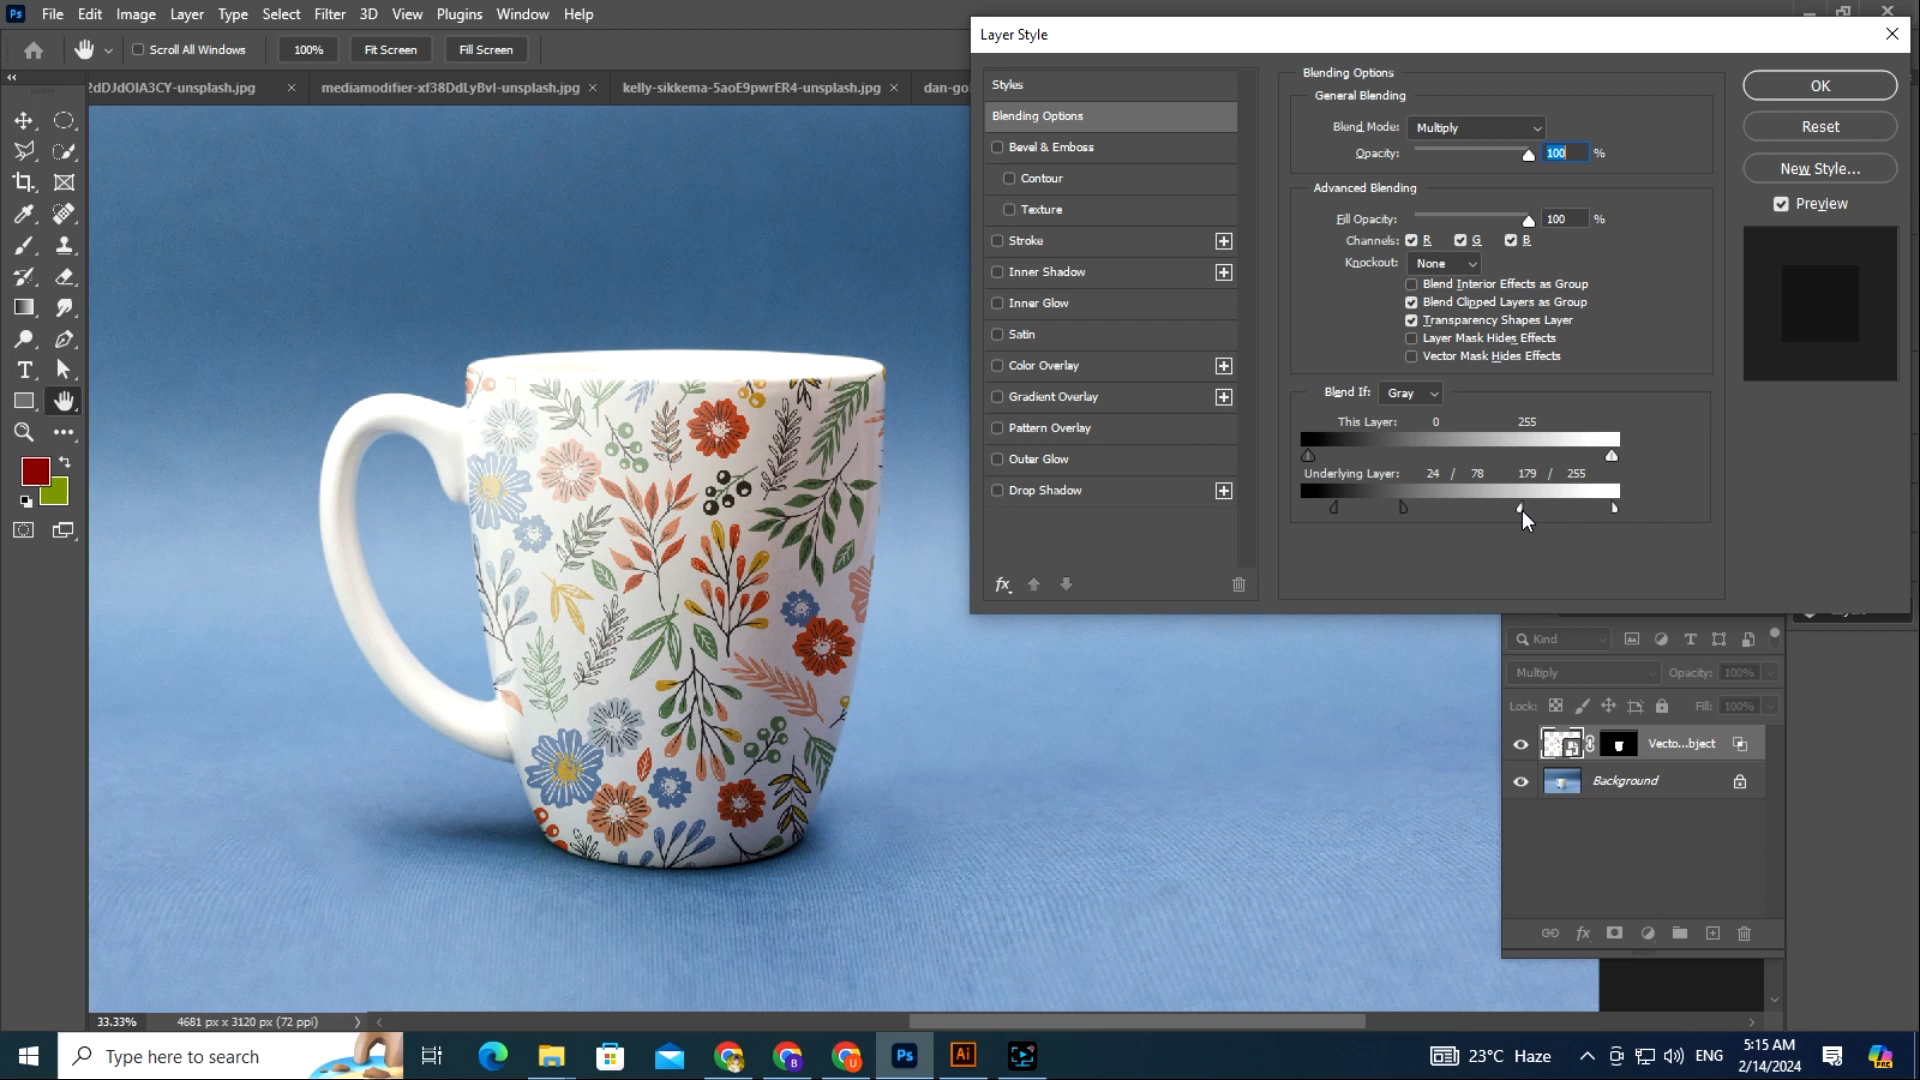 Ps File Edit Image Layer Type Select Filter 3D View Plugins Window Help
Scroll All Windows 100% Fit Screen Fill Screen
2dDJdOIA3CY-unsplash.jpg × mediamodifier-xf38DdLyBvI-unsplash.jpg × kelly-sikkema-5aoE9pwrER4-unsplash.jpg × dan-go
Layer Style
Styles
Blending Options
Bevel & Emboss
Contour
Texture
Stroke
Inner Shadow
Inner Glow
Satin
Color Overlay
Gradient Overlay
Pattern Overlay
Outer Glow
Drop Shadow
fx
Blending Options
General Blending
Blend Mode: Multiply
Opacity: 100 %
Advanced Blending
Fill Opacity: 100 %
Channels: R G B
Knockout: None
Blend Interior Effects as Group
Blend Clipped Layers as Group
Transparency Shapes Layer
Layer Mask Hides Effects
Vector Mask Hides Effects
Blend If: Gray
This Layer: 0 255
Underlying Layer: 24 / 78 179 / 255
OK
Reset
New Style...
Preview
Kind
Multiply Opacity: 100%
Lock: Fill: 100%
Vecto...bject
Background
fx
33.33% 4681 px x 3120 px (72 ppi)
Type here to search
Ps Ai
23°C Haze
ENG
5:15 AM
2/14/2024